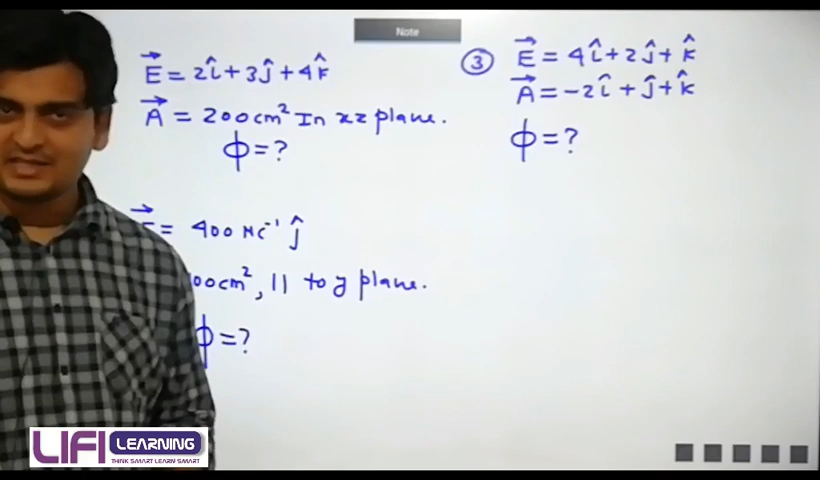 Note
E⃗ = 2î + 3ĵ + 4k̂
A⃗ = 200cm² In xz plane.
ϕ = ?
= 400 NC⁻¹ ĵ
00cm², || to y plane.
ϕ = ?
③ E⃗ = 4î + 2ĵ + k̂
A⃗ = -2î + ĵ + k̂
ϕ = ?
LIFI LEARNING
THINK SMART LEARN SMART